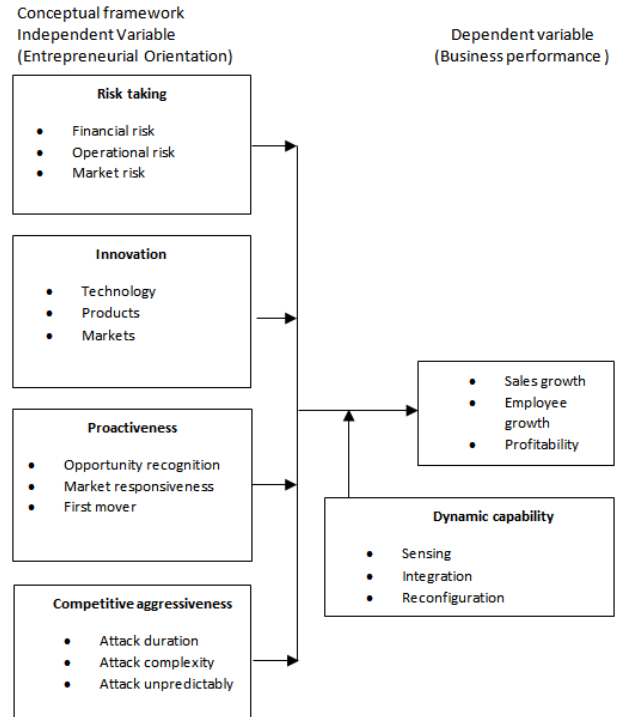 Conceptual framework
Independent Variable
(Entrepreneurial Orientation)
Dependent variable
(Business performance )
Risk taking
• Financial risk
• Operational risk
• Market risk
Innovation
• Technology
• Products
• Markets
• Sales growth
• Employee
growth
• Profitability
Proactiveness
• Opportunity recognition
• Market responsiveness
• First mover
Dynamic capability
• Sensing
• Integration
• Reconfiguration
Competitive aggressiveness
• Attack duration
• Attack complexity
• Attack unpredictably